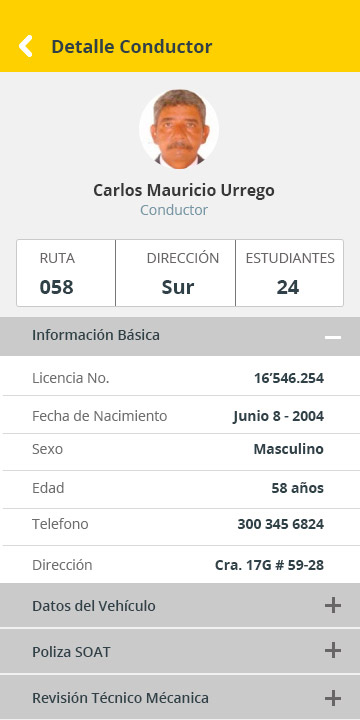 Detalle Conductor
Carlos Mauricio Urrego
Conductor
RUTA DIRECCIÓN ESTUDIANTES
058 Sur 24
Información Básica
Licencia No. 16’546.254
Fecha de Nacimiento Junio 8 - 2004
Sexo Masculino
Edad 58 años
Telefono 300 345 6824
Dirección Cra. 17G # 59-28
Datos del Vehículo
Poliza SOAT
Revisión Técnico Mécanica